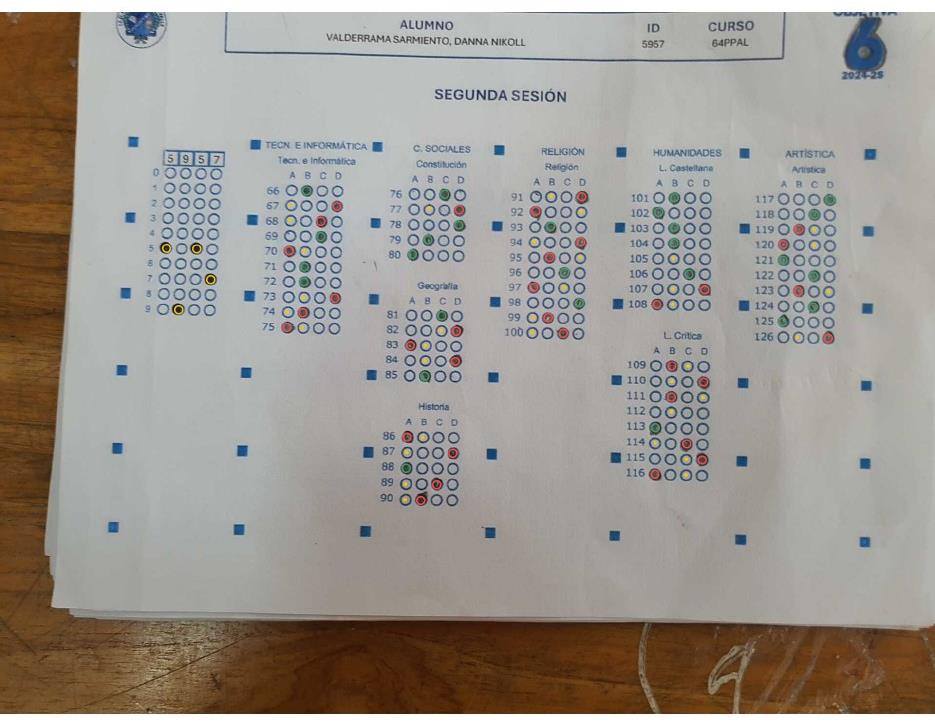 OBJETIVA
6
2024-25
ALUMNO ID CURSO
VALDERRAMA SARMIENTO, DANNA NIKOLL 5957 64PPAL
SEGUNDA SESIÓN
5 9 5 7
0
1
2
3
4
5
6
7
8
9
TECN. E INFORMÁTICA
Tecn. e Informática
A B C D
66
67
68
69
70
71
72
73
74
75
C. SOCIALES
Constitución
A B C D
76
77
78
79
80
Geografía
A B C D
81
82
83
84
85
Historia
A B C D
86
87
88
89
90
RELIGIÓN
Religión
A B C D
91
92
93
94
95
96
97
98
99
100
HUMANIDADES
L. Castellana
A B C D
101
102
103
104
105
106
107
108
L. Crítica
A B C D
109
110
111
112
113
114
115
116
ARTÍSTICA
Artística
A B C D
117
118
119
120
121
122
123
124
125
126